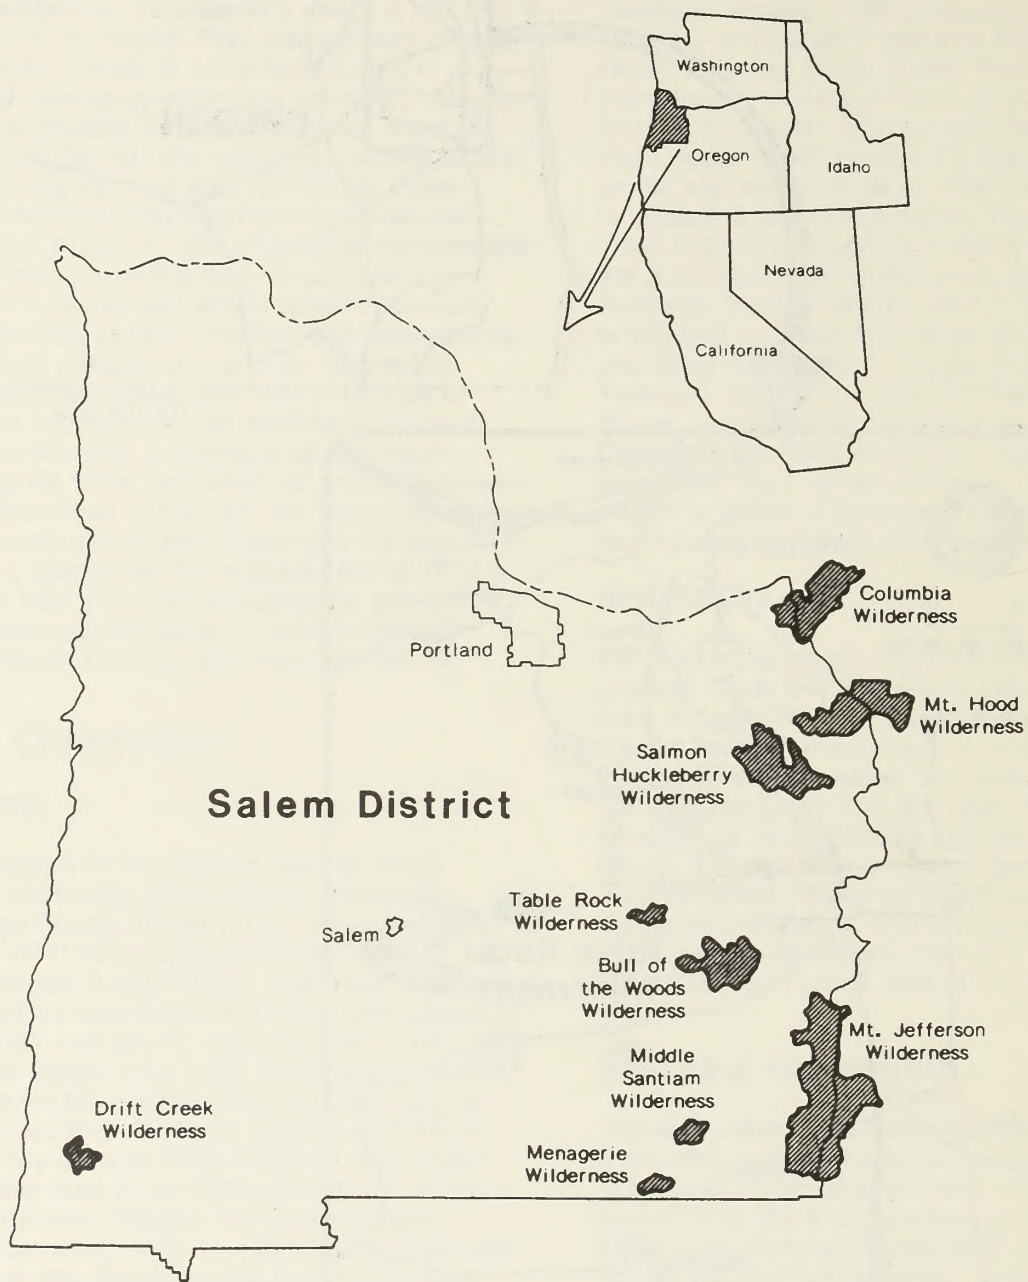 Washington
Oregon
Idaho
Nevada
California
Columbia
Wilderness
Portland
Mt. Hood
Wilderness
Salmon
Huckleberry
Wilderness
Salem District
Table Rock
Wilderness
Salem
Bull of
the Woods
Wilderness
Mt. Jefferson
Wilderness
Middle
Santiam
Wilderness
Drift Creek
Wilderness
Menagerie
Wilderness